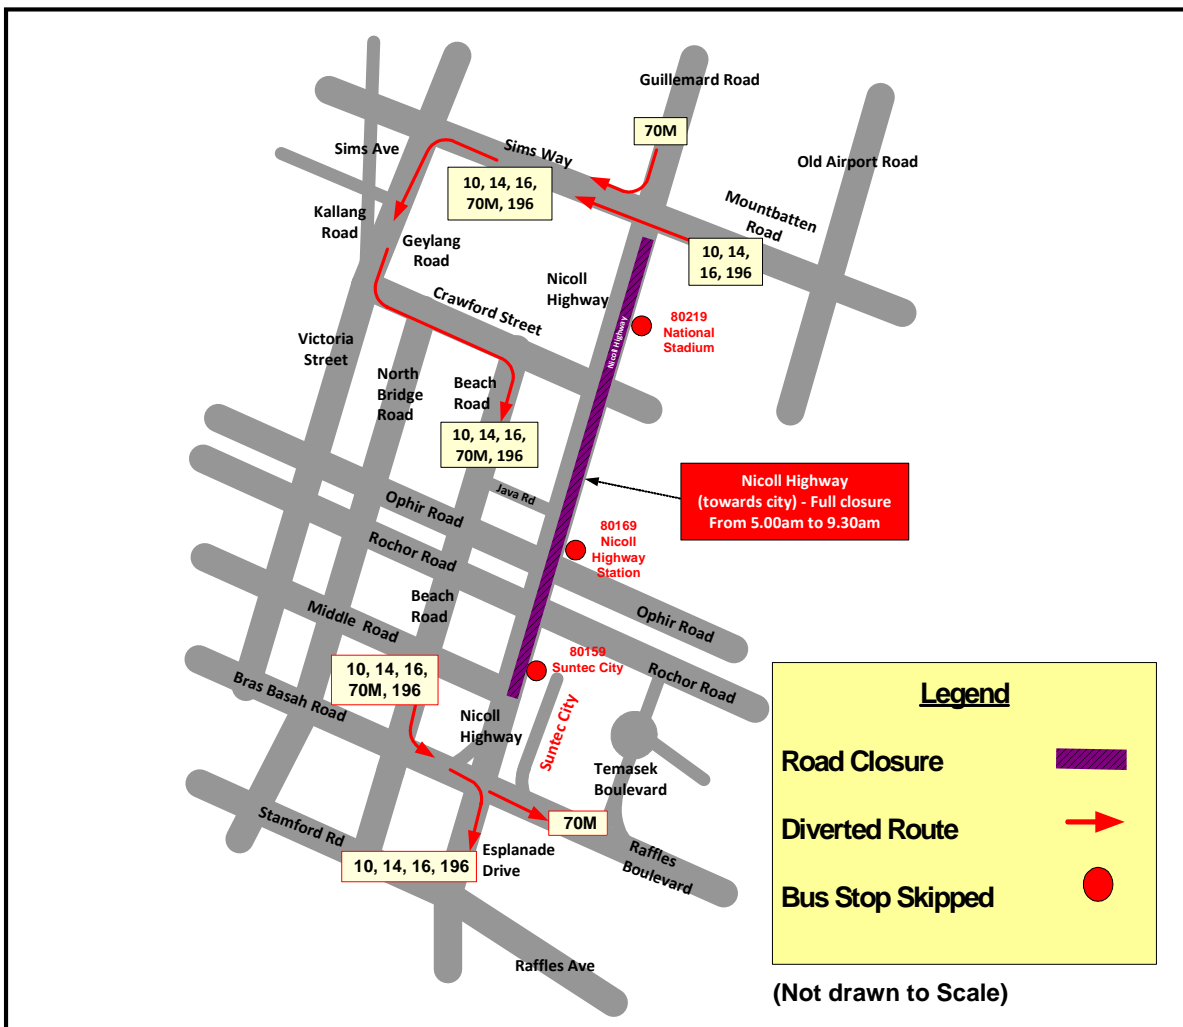 Guillemard Road
70M
Sims Way
Sims Ave
Old Airport Road
10, 14, 16,
70M, 196
Mountbatten
Road
Kallang
Road
Geylang
Road
10, 14,
16, 196
Nicoll
Highway
Crawford Street
80219
National
Stadium
Nicoll Highway
Victoria
Street
North
Bridge
Road
Beach
Road
10, 14, 16,
70M, 196
Nicoll Highway
(towards city) - Full closure
From 5.00am to 9.30am
Java Rd
Ophir Road
80169
Nicoll
Highway
Station
Rochor Road
Beach
Road
Middle Road
Ophir Road
80159
Suntec City
Rochor Road
10, 14, 16,
70M, 196
Bras Basah Road
Nicoll
Highway
Suntec City
Temasek
Boulevard
70M
Stamford Rd
10, 14, 16, 196
Esplanade
Drive
Raffles
Boulevard
Raffles Ave
Legend
Road Closure
Diverted Route
Bus Stop Skipped
(Not drawn to Scale)